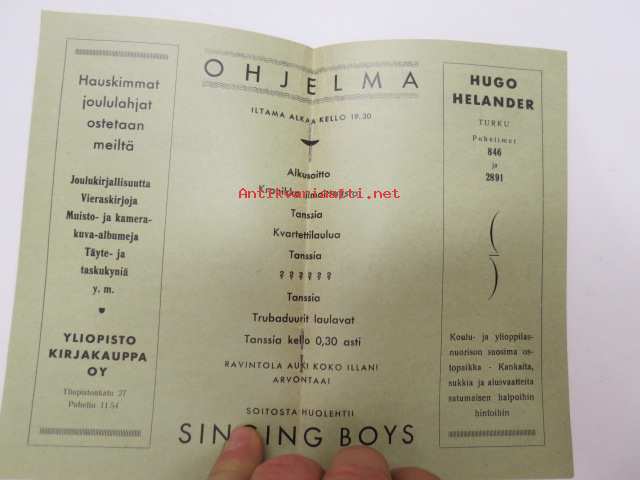 Hauskimmat
joululahjat
ostetaan
meiltä
Joulukirjallisuutta
Vieraskirjoja
Muisto- ja kamera-
kuva-albumeja
Täyte- ja
taskukyniä
y. m.
YLIOPISTO
KIRJAKAUPPA
OY
Yliopistonkatu 27
Puhelin 11 54
OHJELMA
ILTAMA ALKAA KELLO 19,30
Alkusoitto
Antikvariaatti.net
Tanssia
Kvartettilaulua
Tanssia
? ? ? ? ? ?
Tanssia
Trubaduurit laulavat
Tanssia kello 0,30 asti
RAVINTOLA AUKI KOKO ILLAN!
ARVONTAA!
SOITOSTA HUOLEHTII
SINGING BOYS
HUGO
HELANDER
TURKU
Puhelimet
846
ja
2891
Koulu- ja ylioppilas-
nuorison suosima os-
topaikka - Kankaita,
sukkia ja alusvaatteita
satumaisen halpoihin
hintoihin